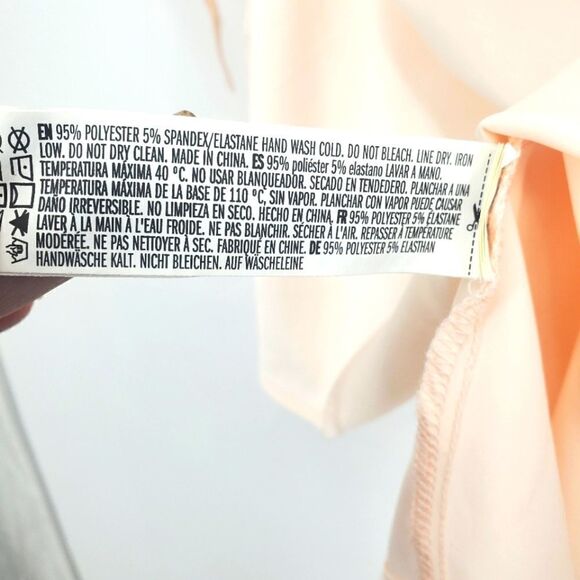 EN 95% POLYESTER 5% SPANDEX/ELASTANE HAND WASH COLD. DO NOT BLEACH. LINE DRY. IRON
LOW. DO NOT DRY CLEAN. MADE IN CHINA. ES 95% poliéster 5% elastano LAVAR A MANO.
TEMPERATURA MÁXIMA 40 ºC. NO USAR BLANQUEADOR. SECADO EN TENDEDERO. PLANCHAR A UNA
TEMPERATURA MÁXIMA DE LA BASE DE 110 ºC, SIN VAPOR. PLANCHAR CON VAPOR PUEDE CAUSAR
DAÑO IRREVERSIBLE. NO LIMPIEZA EN SECO. HECHO EN CHINA. FR 95% POLYESTER 5% ÉLASTANE
LAVER À LA MAIN À L'EAU FROIDE. NE PAS BLANCHIR. SÉCHER À L'AIR. REPASSER À TEMPÉRATURE
MODÉRÉE. NE PAS NETTOYER À SEC. FABRIQUÉ EN CHINE. DE 95% POLYESTER 5% ELASTHAN
HANDWÄSCHE KALT. NICHT BLEICHEN. AUF WÄSCHELEINE